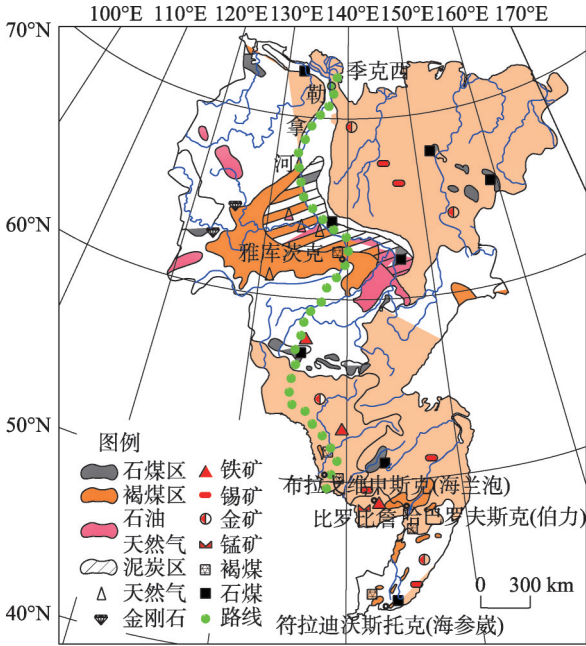 100°E 110°E 120°E 130°E 140°E 150°E 160°E 170°E
70°N
季克西
勒
拿
河
60°N
雅库茨克
50°N
图例
石煤区 铁矿
褐煤区 锡矿
石油 金矿
天然气 锰矿
泥炭区 褐煤
天然气 石煤
金刚石 路线
布拉戈维申斯克(海兰泡)
比罗比詹 哈巴罗夫斯克(伯力)
0 300 km
符拉迪沃斯托克(海参崴)
40°N